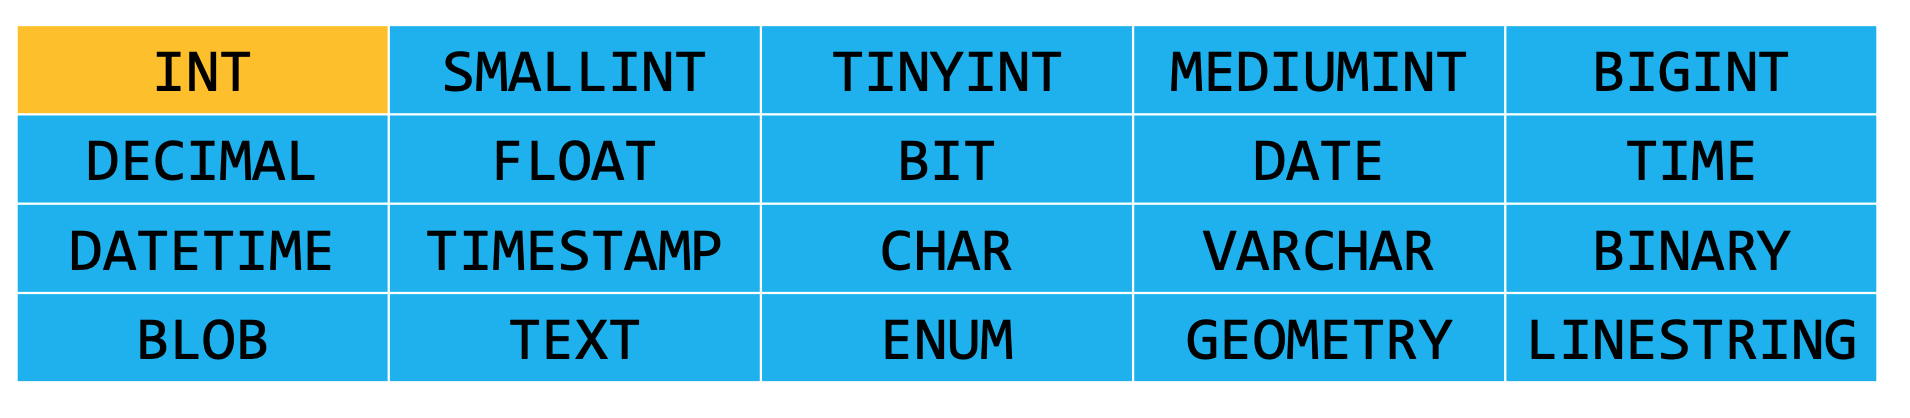 INT SMALLINT TINYINT MEDIUMINT BIGINT
DECIMAL FLOAT BIT DATE TIME
DATETIME TIMESTAMP CHAR VARCHAR BINARY
BLOB TEXT ENUM GEOMETRY LINESTRING